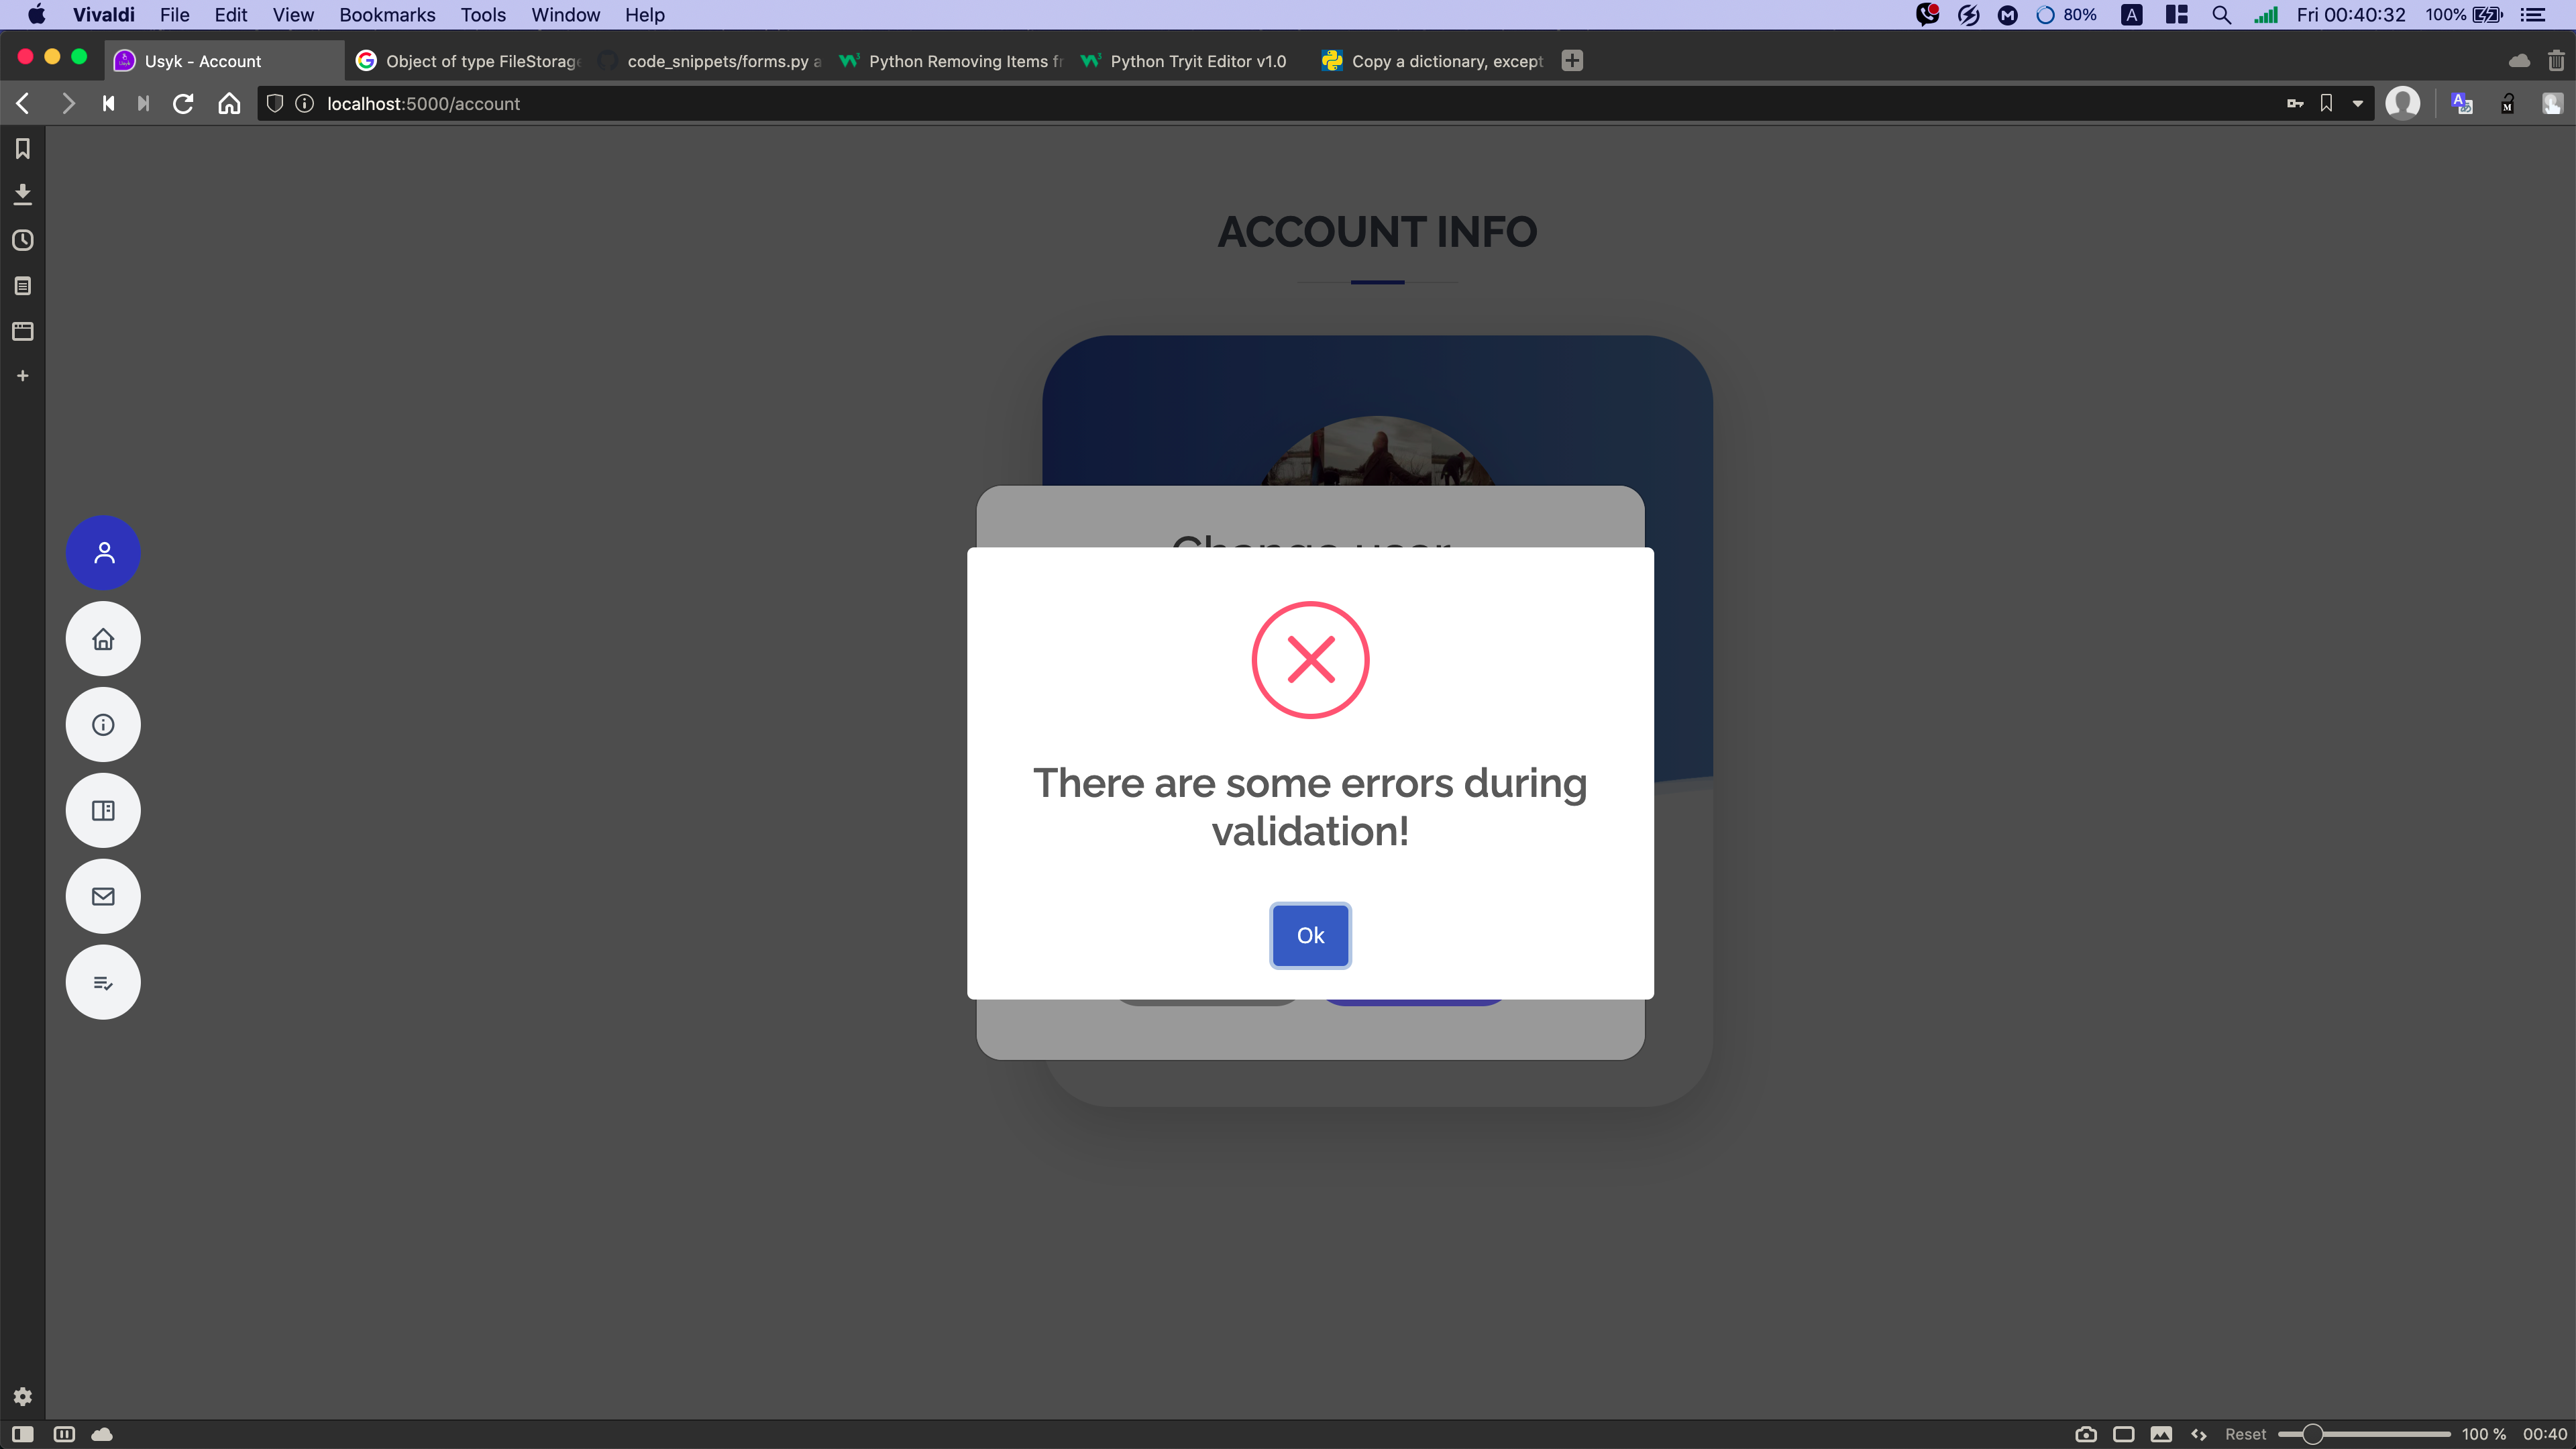 Vivaldi File Edit View Bookmarks Tools Window Help
80% A Fri 00:40:32 100%
Usyk - Account
Object of type FileStorage
code_snippets/forms.py a
Python Removing Items fr
Python Tryit Editor v1.0
Copy a dictionary, except
localhost:5000/account
ACCOUNT INFO
Change user
There are some errors during
validation!
Ok
Reset 100 % 00:40